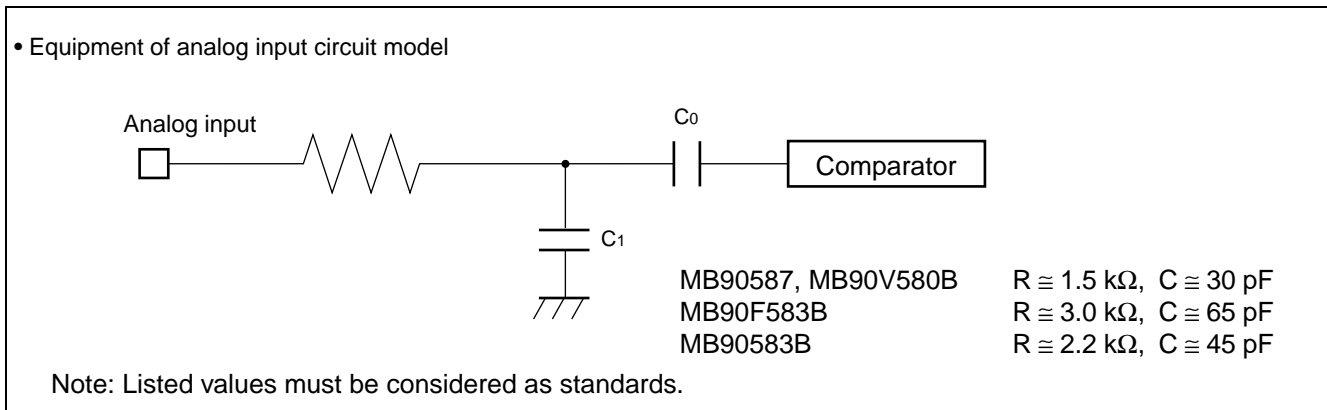 • Equipment of analog input circuit model
Analog input
C0
Comparator
C1
MB90587, MB90V580B R ≅ 1.5 kΩ, C ≅ 30 pF
MB90F583B R ≅ 3.0 kΩ, C ≅ 65 pF
MB90583B R ≅ 2.2 kΩ, C ≅ 45 pF
Note: Listed values must be considered as standards.